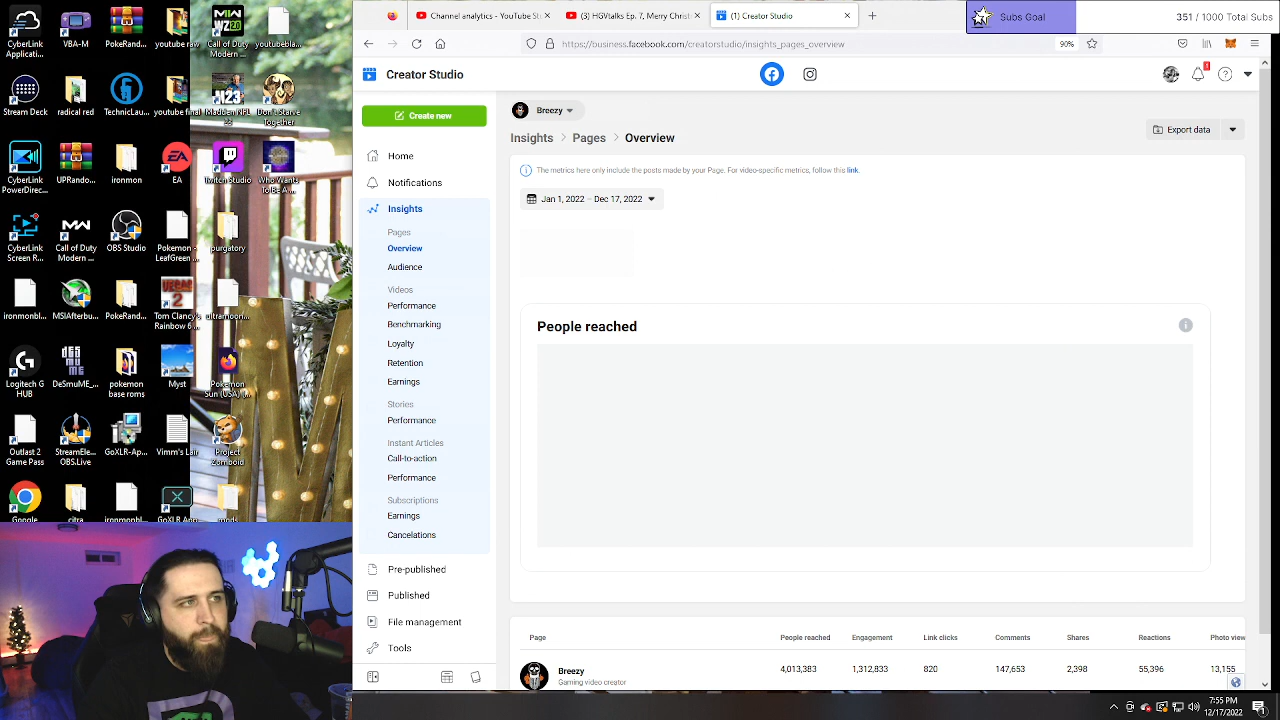 CyberLink
Applicati...
VBA-M
PokeRand...
youtube raw
Call of Duty
Modern ...
youtubebla...
Stream Deck
radical red
TechnicLau...
youtube final
Madden NFL
23
Don't Starve
Together
CyberLink
PowerDirec...
UPRando...
ironmon
EA
Twitch Studio
Who Wants
To Be A ...
CyberLink
Screen R...
Call of Duty
Modern ...
OBS Studio
Pokemon -
LeafGreen ...
purgatory
ironmonbl...
MSIAfterbu...
PokeRand...
Tom Clancy's
Rainbow 6 ...
ultramoon...
Logitech G
HUB
DeSmuME_...
pokemon
base roms
Myst
Pokemon
Sun (USA) (...
Outlast 2
Game Pass
StreamEle...
OBS.Live
GoXLR-Ap...
Vimm's Lair
Project
Zomboid
Google
ironmonbl...
GoXLR App
mods
Channel analytics - YouTube S
(3) HOWills Ep. 7 - "The Christ
(1) Creator Studio
Subs Goal
351 / 1000 Total Subs
https://business.facebook.com/creatorstudio/insights_pages_overview
90%
Creator Studio
Create new
Home
Notifications
Insights
Pages
Overview
Audience
Videos
Performance
Benchmarking
Loyalty
Retention
Earnings
Stories
Performance
Instant Articles
Call-to-action
Performance
Subscriptions
Earnings
Cancelations
Pre-published
Published
File management
Tools
Breezy
Insights > Pages > Overview
Export data
The metrics here only include the posts made by your Page. For video-specific metrics, follow this link.
Jan 1, 2022 – Dec 17, 2022
People reached
Page People reached Engagement Link clicks Comments Shares Reactions Photo view
Breezy 4,013,383 1,312,833 820 147,653 2,398 55,396 13,155
Gaming video creator
7:55 PM
12/17/2022